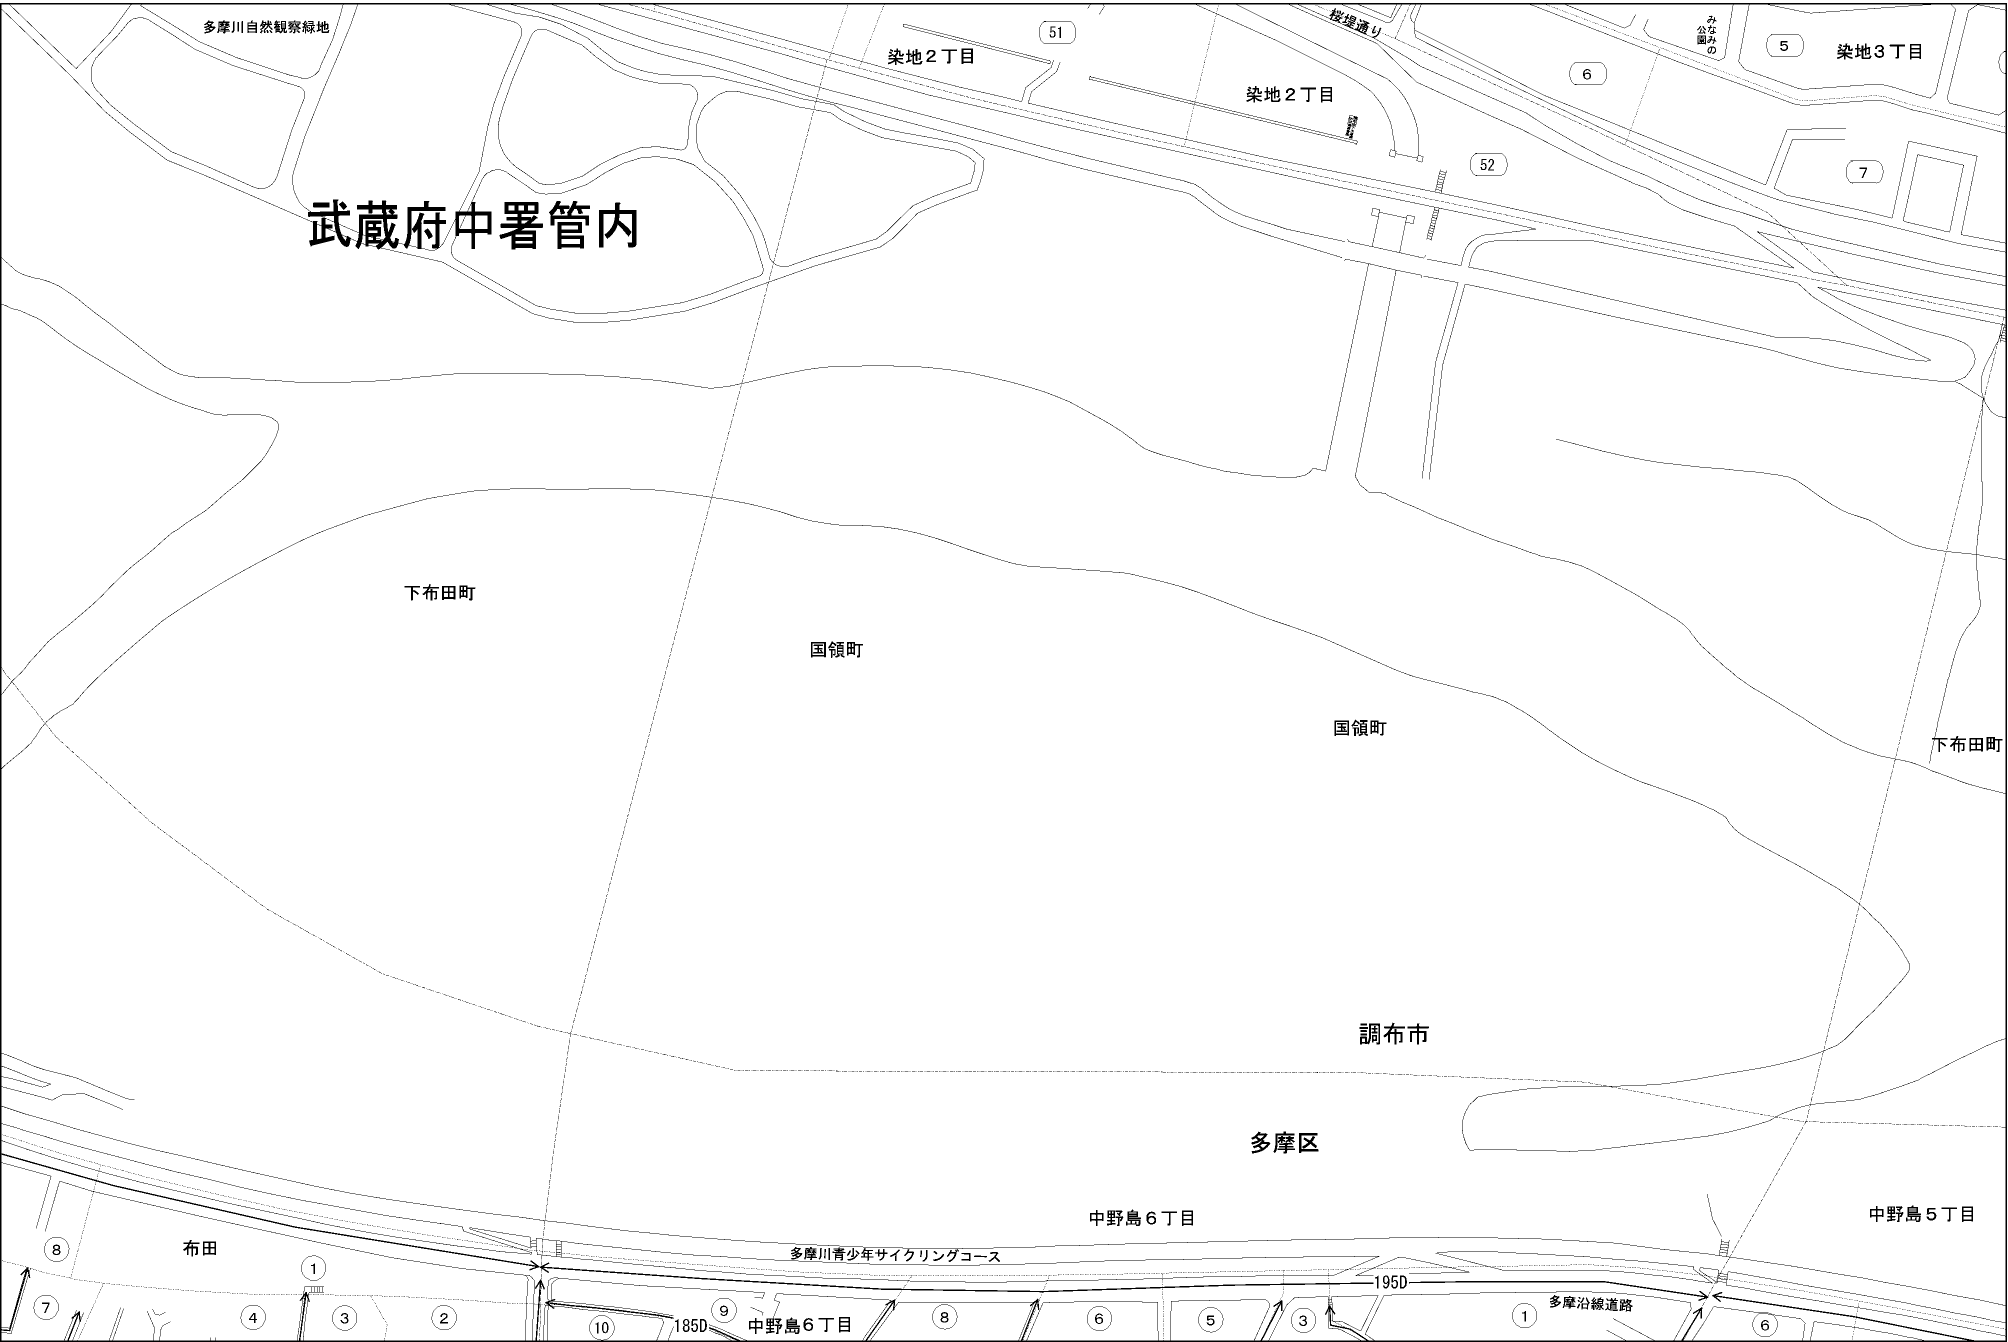 多摩川自然観察緑地
51
桜堤通り
みなみの公園
5
染地３丁目
染地２丁目
6
染地２丁目
52
7
武蔵府中署管内
下布田町
国領町
国領町
下布田町
調布市
多摩区
中野島６丁目
中野島５丁目
8
布田
多摩川青少年サイクリングコース
1
195D
7
4
3
2
9
10
185D
中野島６丁目
8
6
5
3
1
多摩沿線道路
6